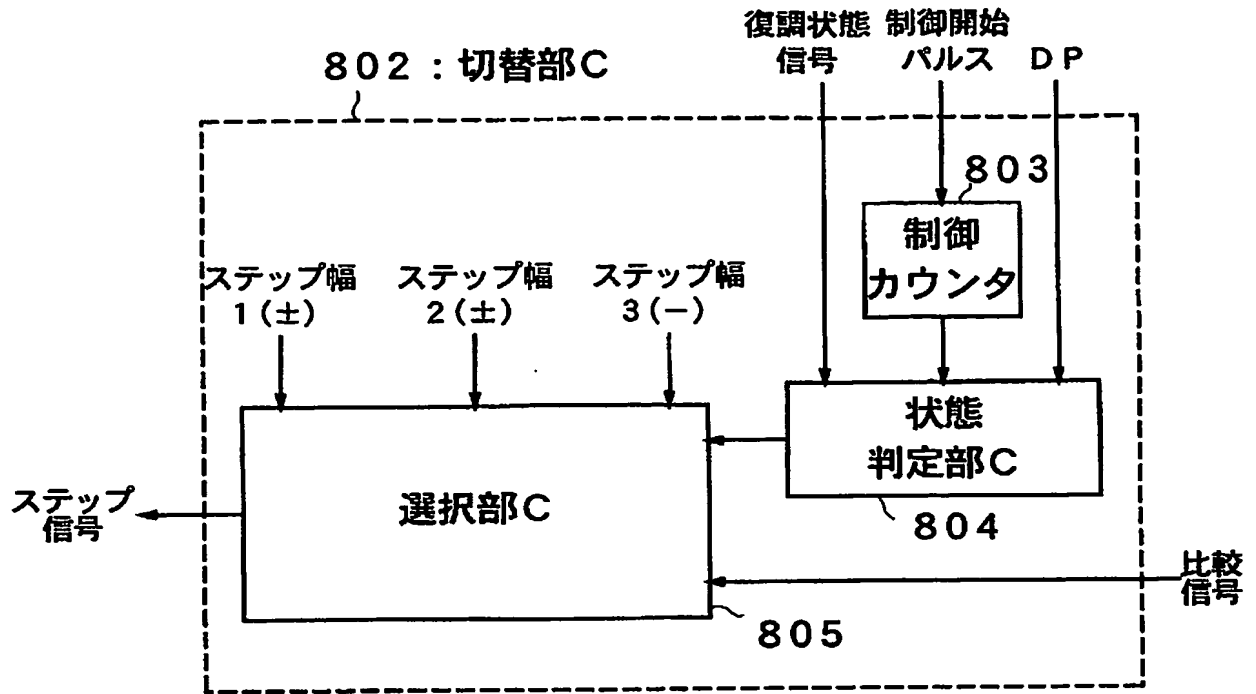 復調状態
信号
制御開始
パルス
DP
802:切替部C
803
制御
カウンタ
ステップ幅
1(±)
ステップ幅
2(±)
ステップ幅
3(−)
状態
判定部C
804
選択部C
805
ステップ
信号
比較
信号